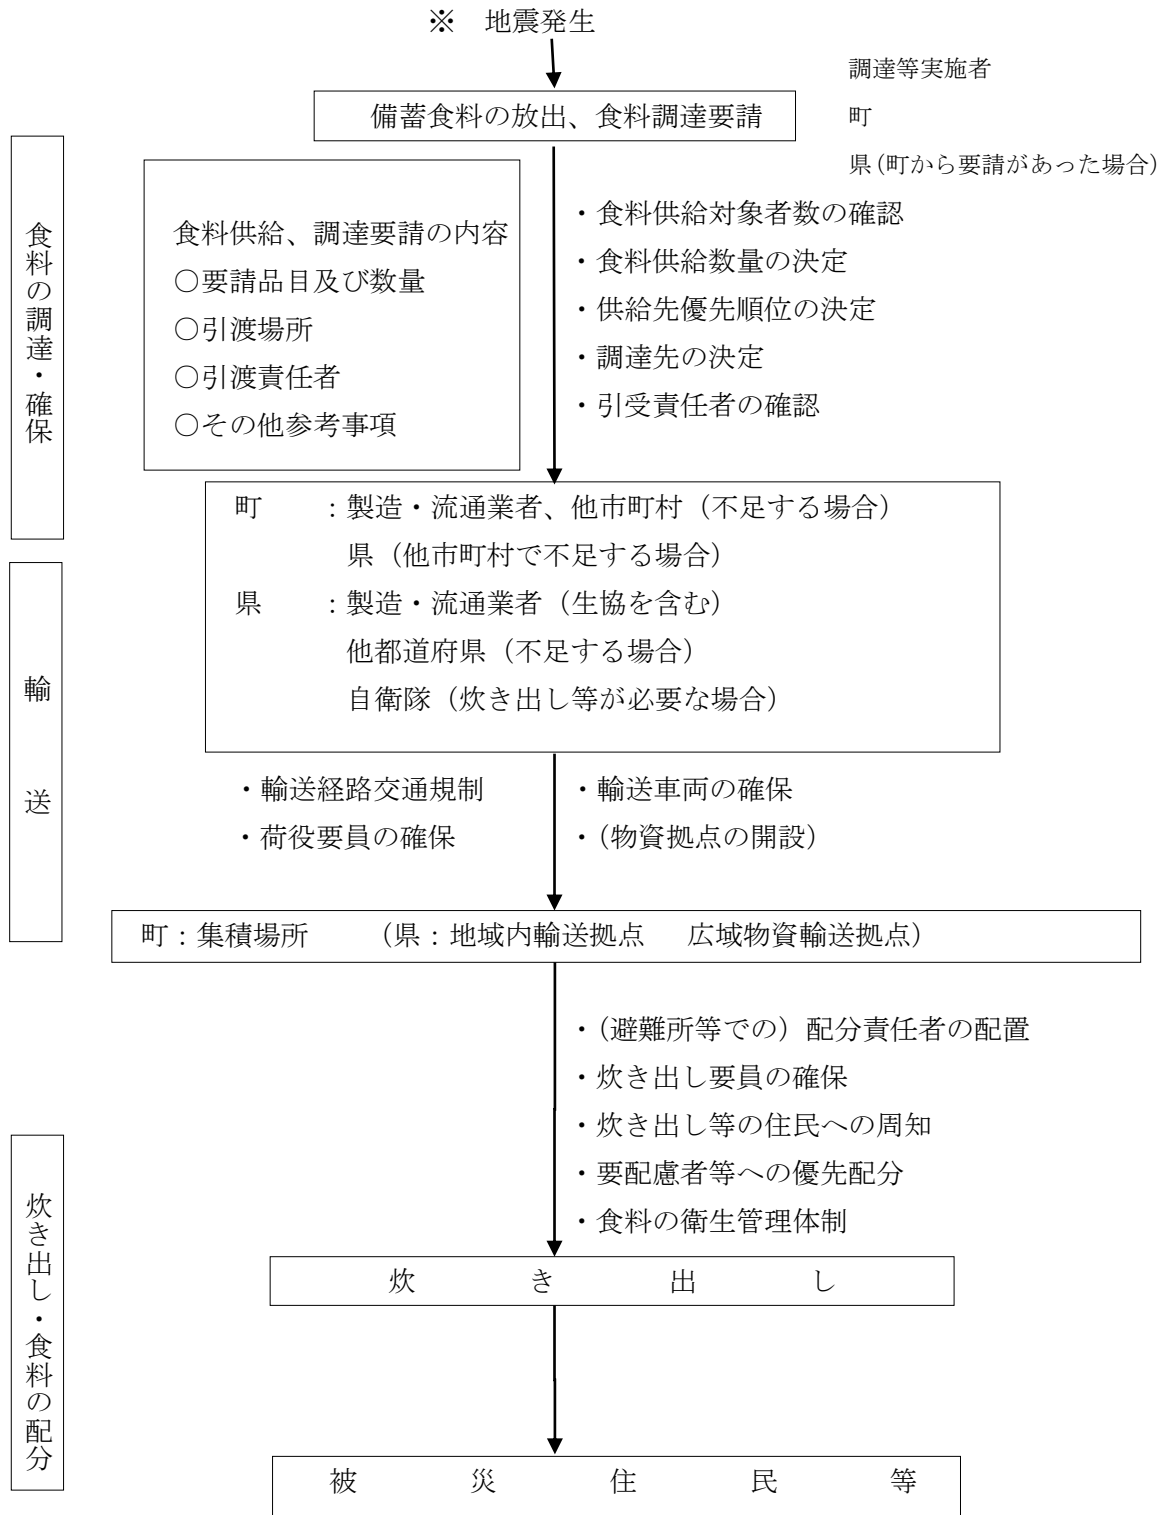 ※　地震発生
調達等実施者
備蓄食料の放出、食料調達要請
町
県（町から要請があった場合）
食料の調達・確保
食料供給、調達要請の内容
○要請品目及び数量
○引渡場所
○引渡責任者
○その他参考事項
・食料供給対象者数の確認
・食料供給数量の決定
・供給先優先順位の決定
・調達先の決定
・引受責任者の確認
町　　：製造・流通業者、他市町村（不足する場合）
県（他市町村で不足する場合）
県　　：製造・流通業者（生協を含む）
他都道府県（不足する場合）
自衛隊（炊き出し等が必要な場合）
輸送
・輸送経路交通規制
・荷役要員の確保
・輸送車両の確保
・（物資拠点の開設）
町：集積場所　　（県：地域内輸送拠点　広域物資輸送拠点）
・（避難所等での）配分責任者の配置
・炊き出し要員の確保
・炊き出し等の住民への周知
・要配慮者等への優先配分
・食料の衛生管理体制
炊き出し・食料の配分
炊　き　出　し
被　災　住　民　等